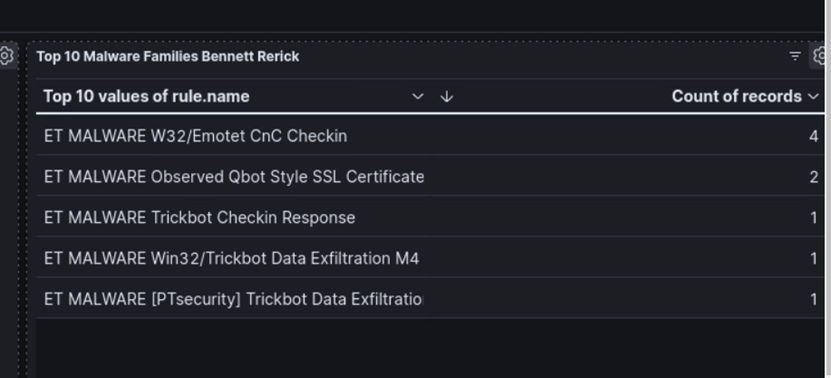 Top 10 Malware Families Bennett Rerick
Top 10 values of rule.name Count of records
ET MALWARE W32/Emotet CnC Checkin 4
ET MALWARE Observed Qbot Style SSL Certificate 2
ET MALWARE Trickbot Checkin Response 1
ET MALWARE Win32/Trickbot Data Exfiltration M4 1
ET MALWARE [PTsecurity] Trickbot Data Exfiltratio 1